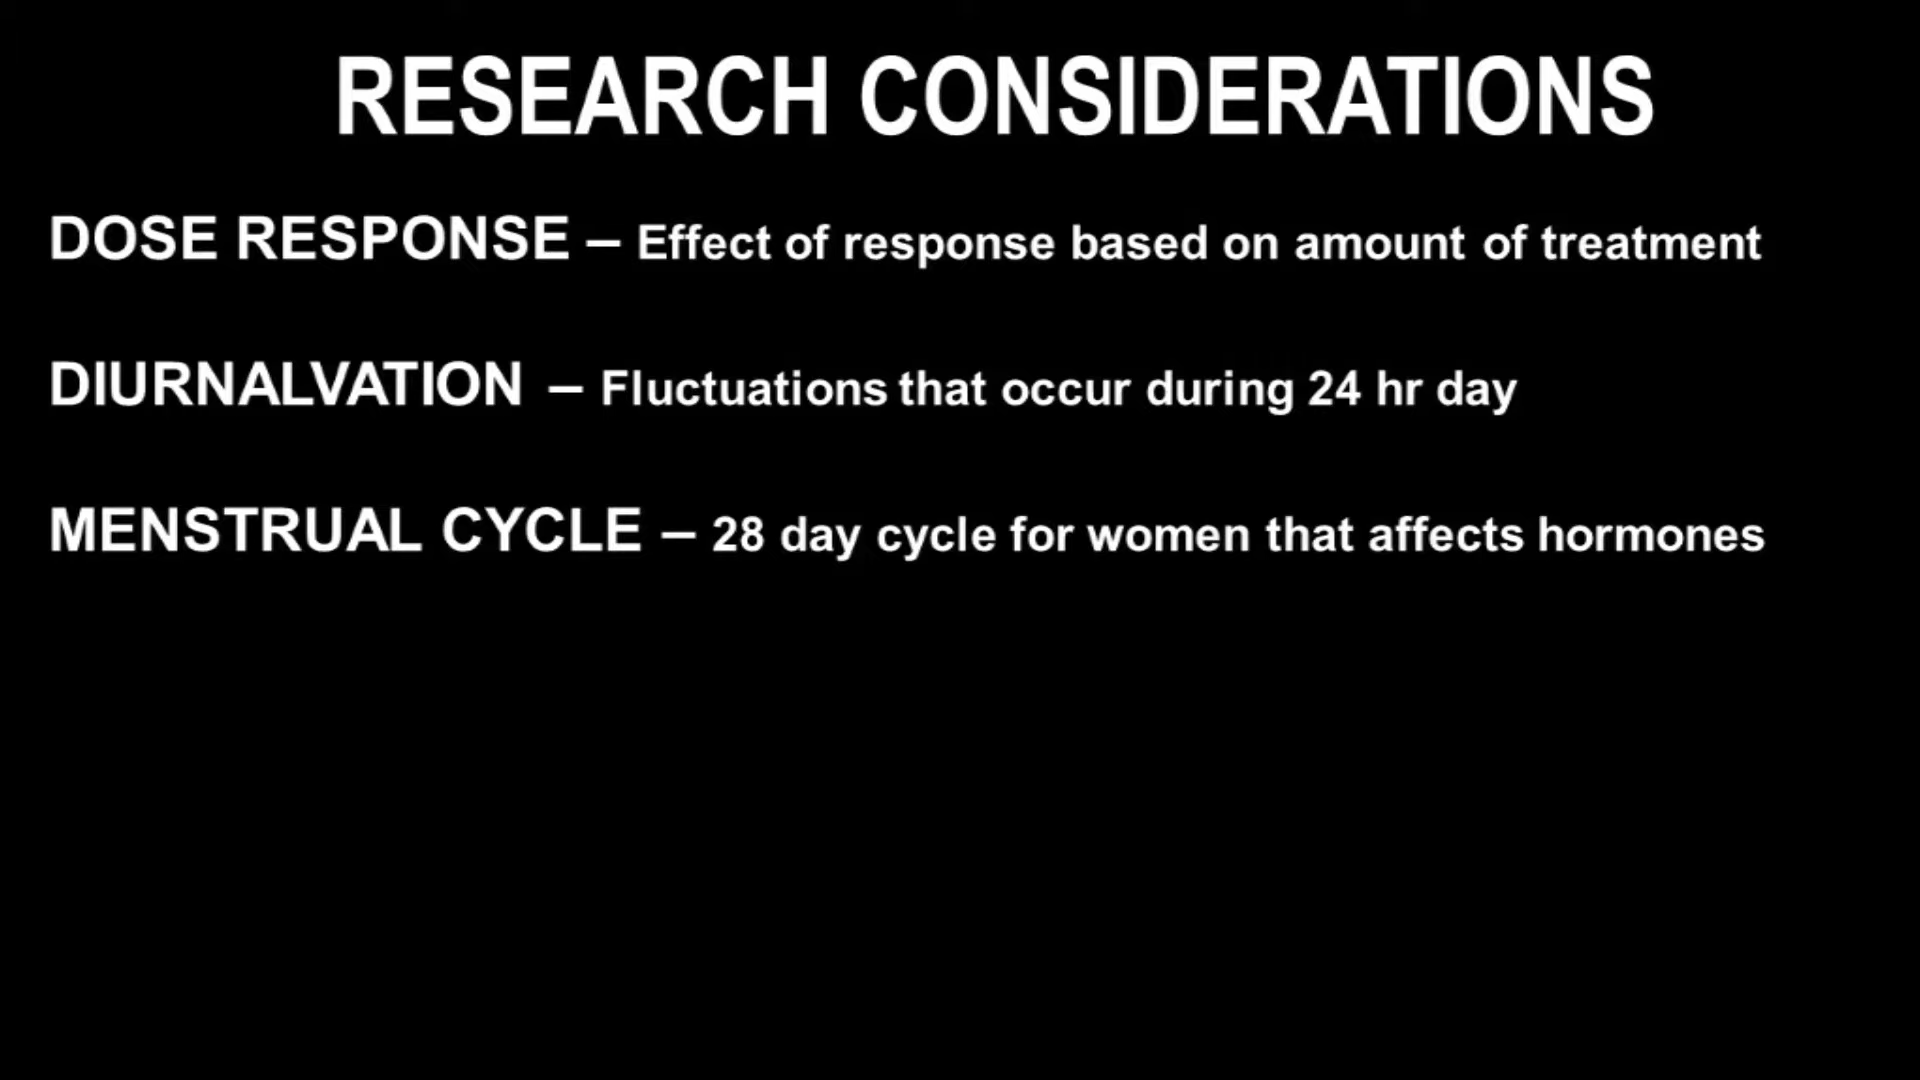 RESEARCH CONSIDERATIONS
DOSE RESPONSE – Effect of response based on amount of treatment
DIURNALVATION – Fluctuations that occur during 24 hr day
MENSTRUAL CYCLE – 28 day cycle for women that affects hormones